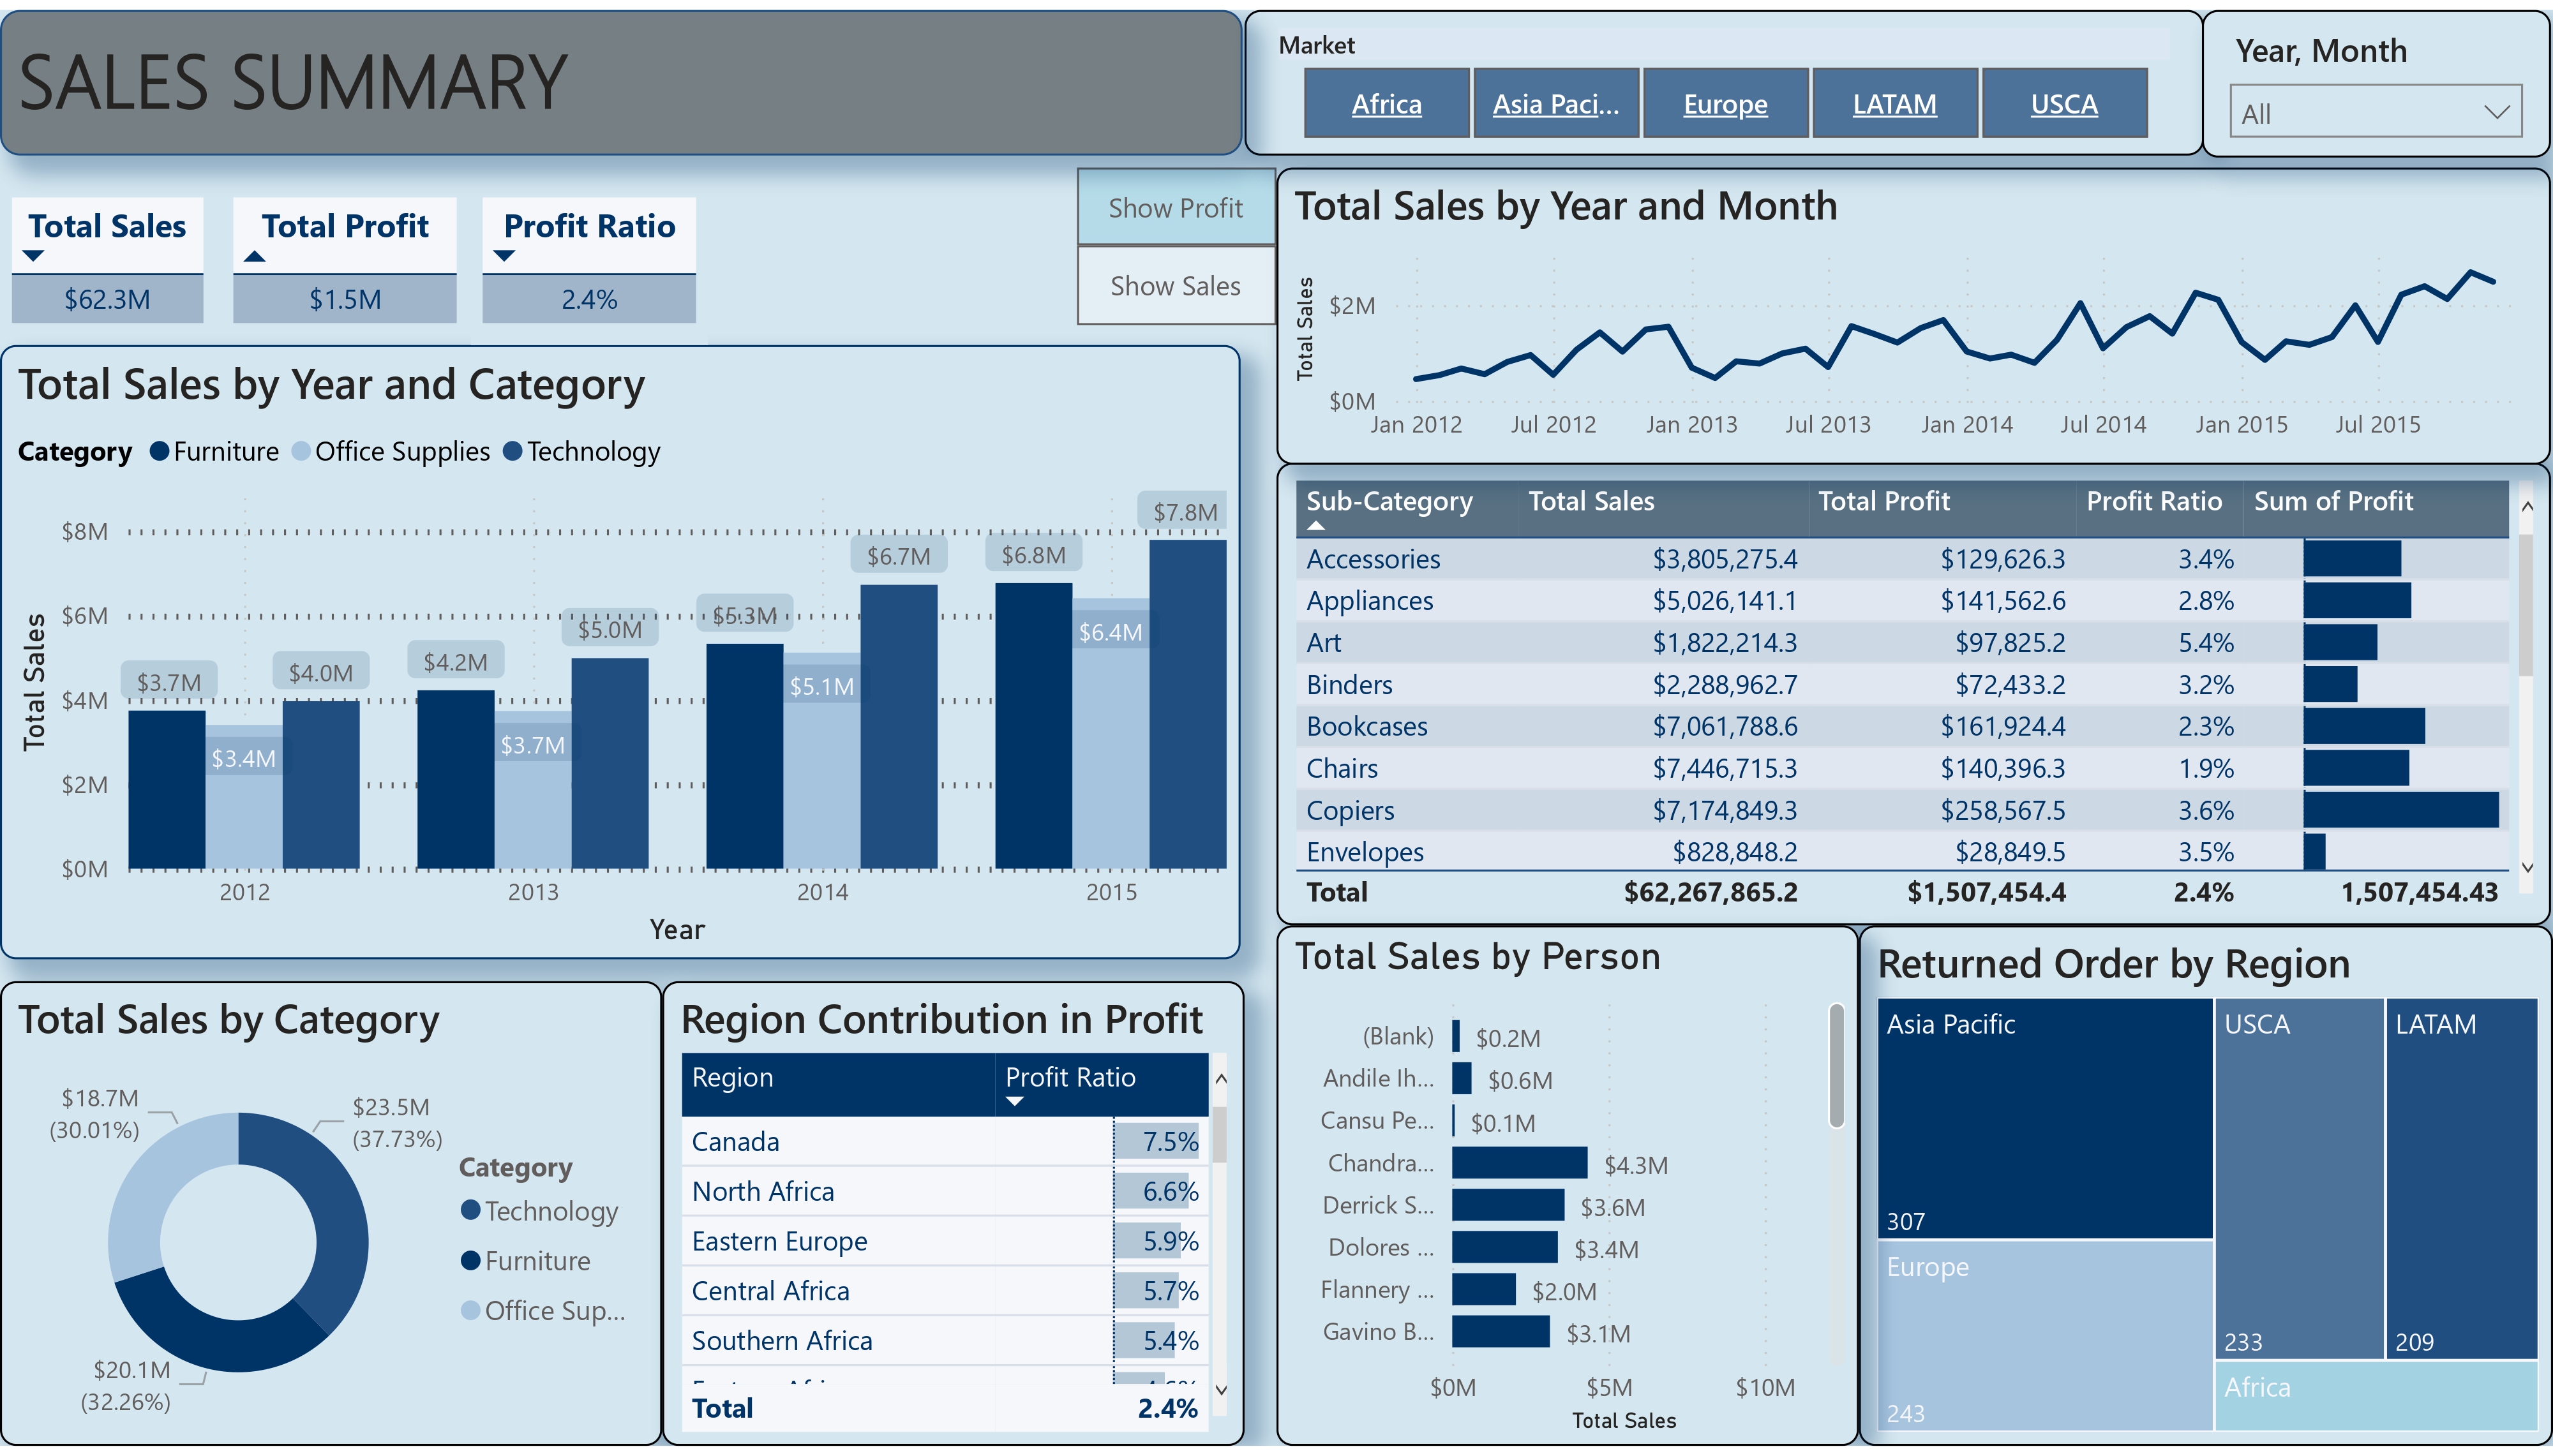 SALES SUMMARY
Market
Africa
Asia Paci...
Europe
LATAM
USCA
Year, Month
All
Total Sales
$62.3M
Total Profit
$1.5M
Profit Ratio
2.4%
Show Profit
Show Sales
Total Sales by Year and Month
Total Sales
$2M
$0M
Jan 2012 Jul 2012 Jan 2013 Jul 2013 Jan 2014 Jul 2014 Jan 2015 Jul 2015
Total Sales by Year and Category
Category Furniture Office Supplies Technology
Total Sales
$8M
$6M
$4M
$2M
$0M
$3.7M
$3.4M
$4.0M
$4.2M
$3.7M
$5.0M
$5.3M
$5.1M
$6.7M
$6.8M
$6.4M
$7.8M
2012 2013 2014 2015
Year
Sub-Category Total Sales Total Profit Profit Ratio Sum of Profit
Accessories $3,805,275.4 $129,626.3 3.4%
Appliances $5,026,141.1 $141,562.6 2.8%
Art $1,822,214.3 $97,825.2 5.4%
Binders $2,288,962.7 $72,433.2 3.2%
Bookcases $7,061,788.6 $161,924.4 2.3%
Chairs $7,446,715.3 $140,396.3 1.9%
Copiers $7,174,849.3 $258,567.5 3.6%
Envelopes $828,848.2 $28,849.5 3.5%
Total $62,267,865.2 $1,507,454.4 2.4% 1,507,454.43
Total Sales by Category
$18.7M
(30.01%)
$23.5M
(37.73%)
$20.1M
(32.26%)
Category
Technology
Furniture
Office Sup...
Region Contribution in Profit
Region Profit Ratio
Canada 7.5%
North Africa 6.6%
Eastern Europe 5.9%
Central Africa 5.7%
Southern Africa 5.4%
Total 2.4%
Total Sales by Person
(Blank) $0.2M
Andile Ih... $0.6M
Cansu Pe... $0.1M
Chandra... $4.3M
Derrick S... $3.6M
Dolores ... $3.4M
Flannery ... $2.0M
Gavino B... $3.1M
$0M $5M $10M
Total Sales
Returned Order by Region
Asia Pacific
307
Europe
243
USCA
233
LATAM
209
Africa